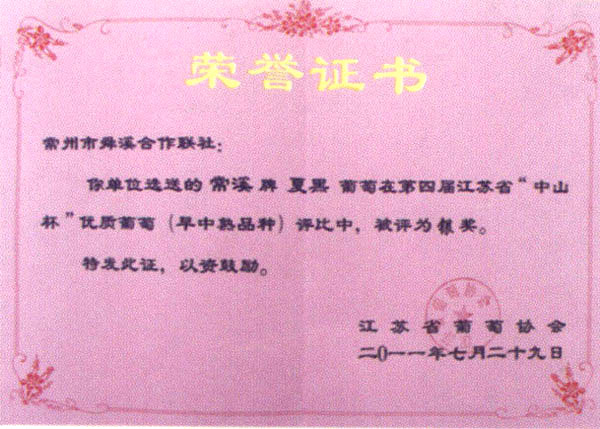 荣誉证书
常州市舜溪合作联社：
你单位选送的 常溪 牌 夏黑 葡萄在第四届江苏省“中山
杯”优质葡萄（早中熟品种）评比中，被评为银奖。
特发此证，以资鼓励。
江苏省葡萄协会
二0一一年七月二十九日